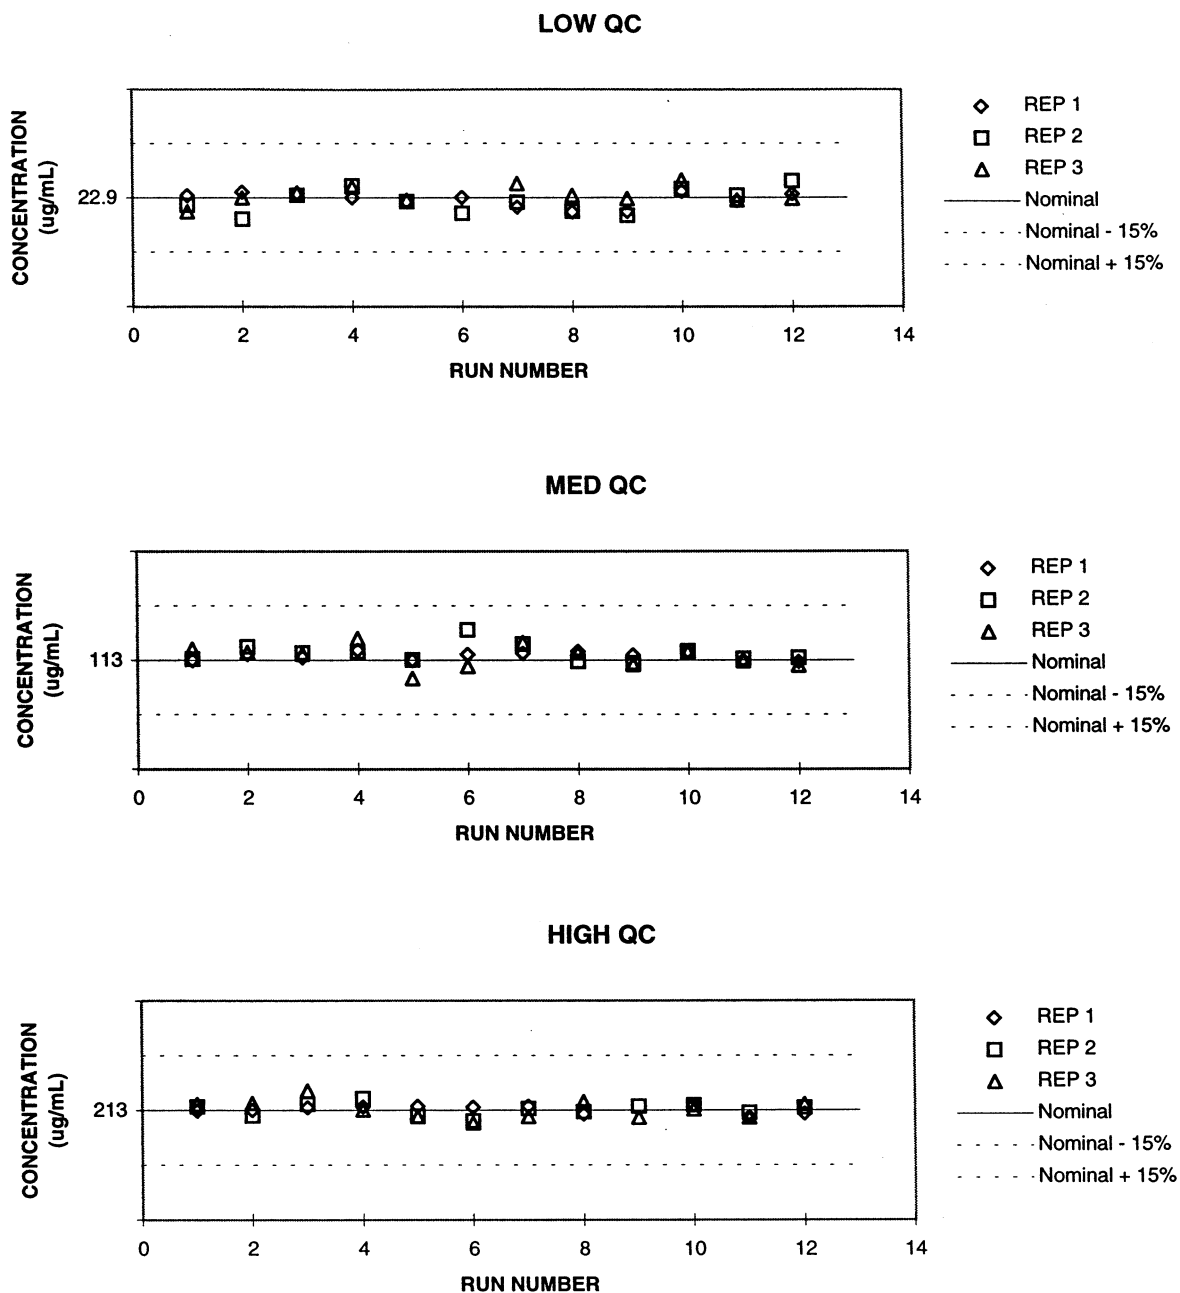 LOW QC
CONCENTRATION
(ug/mL)
22.9
0 2 4 6 8 10 12 14
RUN NUMBER
REP 1
REP 2
REP 3
Nominal
Nominal - 15%
Nominal + 15%
MED QC
CONCENTRATION
(ug/mL)
113
0 2 4 6 8 10 12 14
RUN NUMBER
REP 1
REP 2
REP 3
Nominal
Nominal - 15%
Nominal + 15%
HIGH QC
CONCENTRATION
(ug/mL)
213
0 2 4 6 8 10 12 14
RUN NUMBER
REP 1
REP 2
REP 3
Nominal
Nominal - 15%
Nominal + 15%